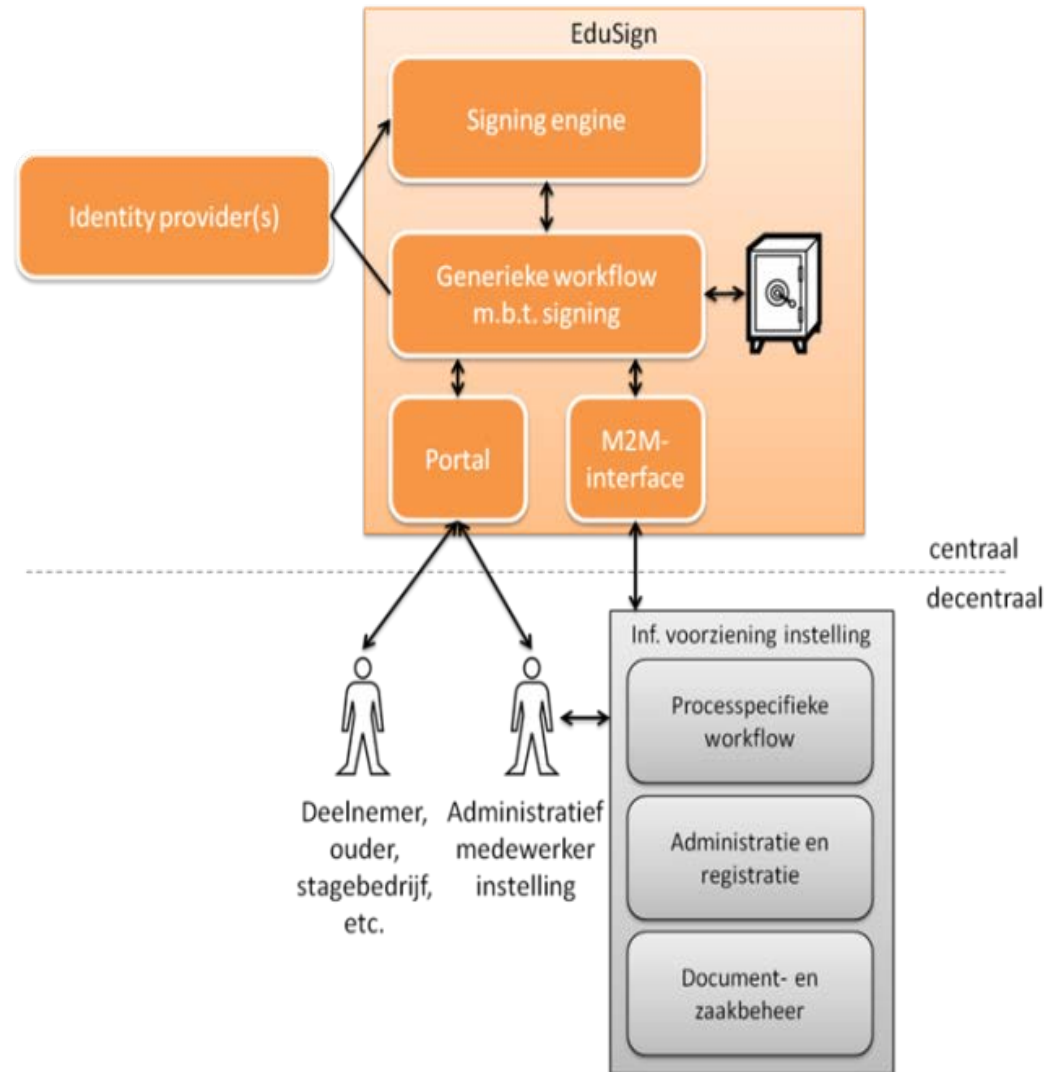 EduSign
Signing engine
Identity provider(s)
Generieke workflow
m.b.t. signing
Portal
M2M-
interface
centraal
decentraal
Inf. voorziening instelling
Processpecifieke
workflow
Deelnemer,
ouder,
stagebedrijf,
etc.
Administratief
medewerker
instelling
Administratie en
registratie
Document- en
zaakbeheer